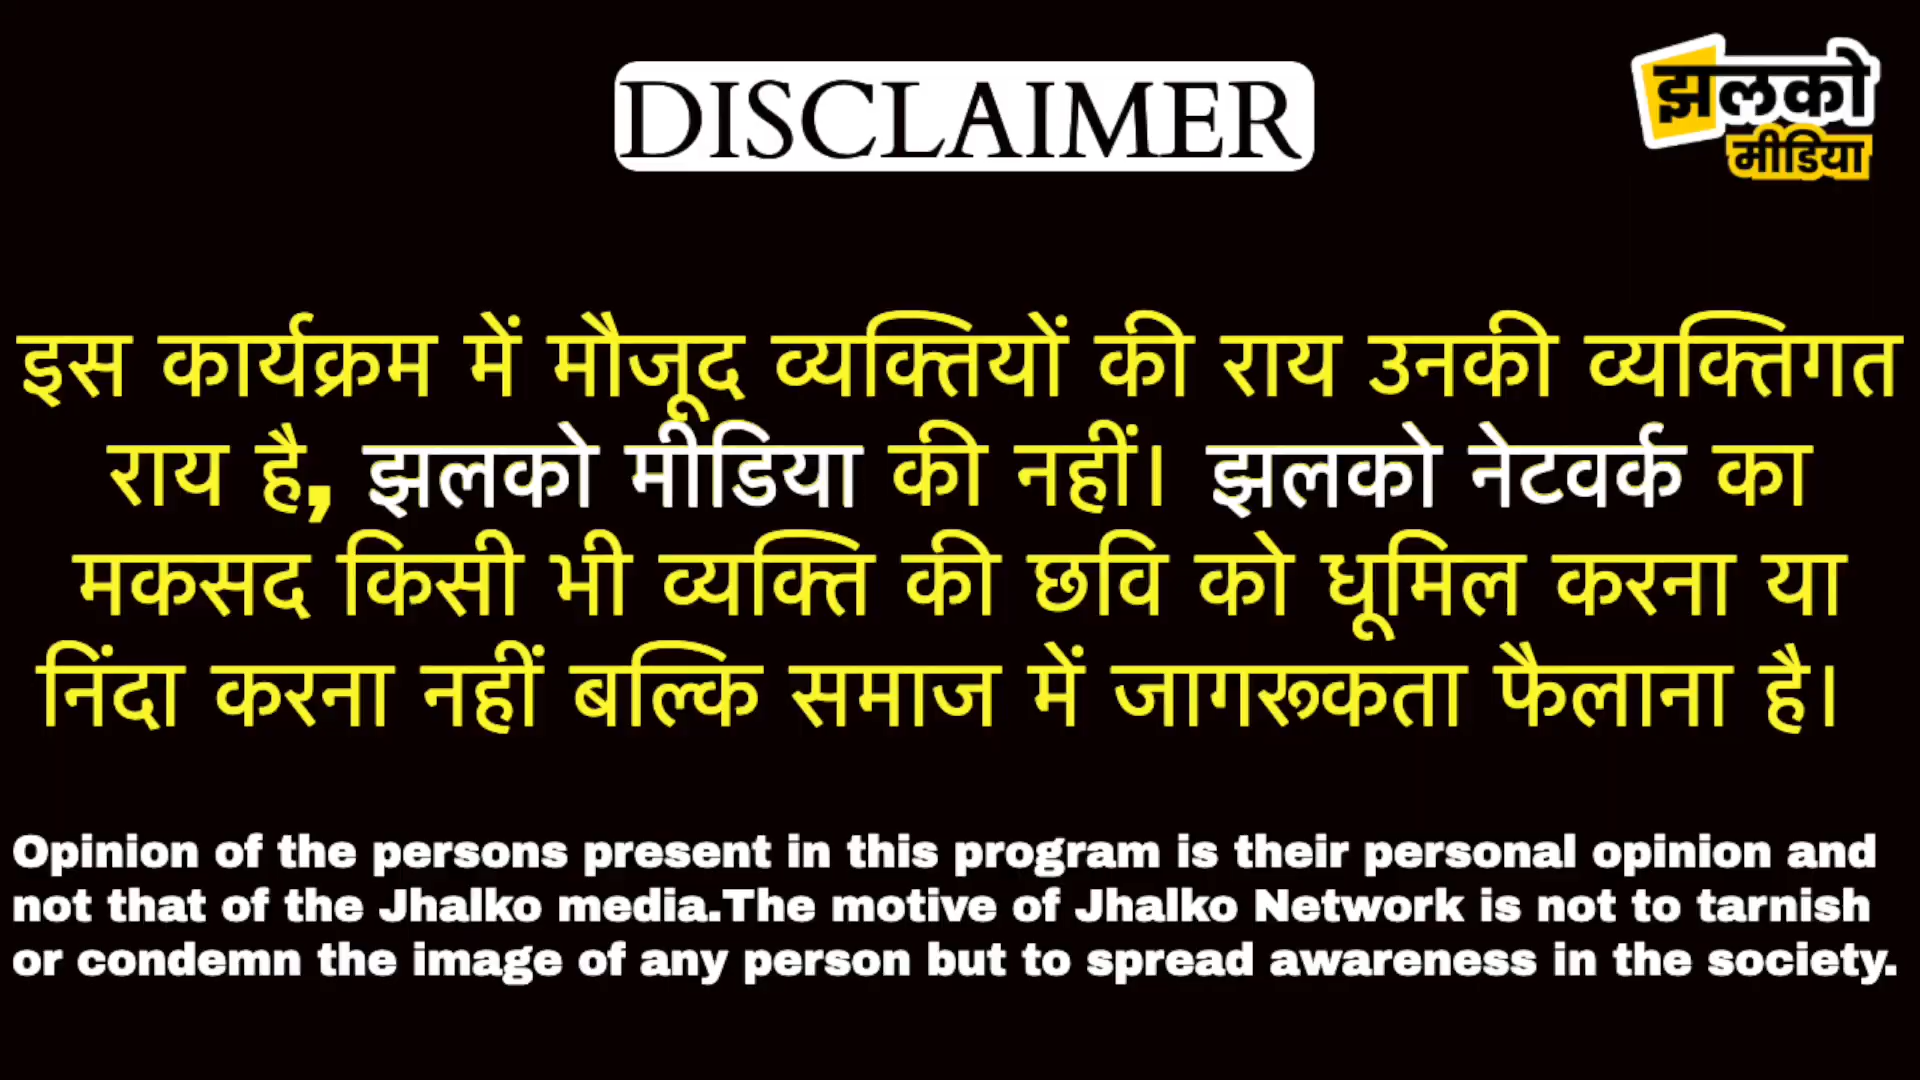 DISCLAIMER
झलको
मीडिया
इस कार्यक्रम में मौजूद व्यक्तियों की राय उनकी व्यक्तिगत
राय है, झलको मीडिया की नहीं। झलको नेटवर्क का
मकसद किसी भी व्यक्ति की छवि को धूमिल करना या
निंदा करना नहीं बल्कि समाज में जागरूकता फैलाना है।
Opinion of the persons present in this program is their personal opinion and
not that of the Jhalko media.The motive of Jhalko Network is not to tarnish
or condemn the image of any person but to spread awareness in the society.